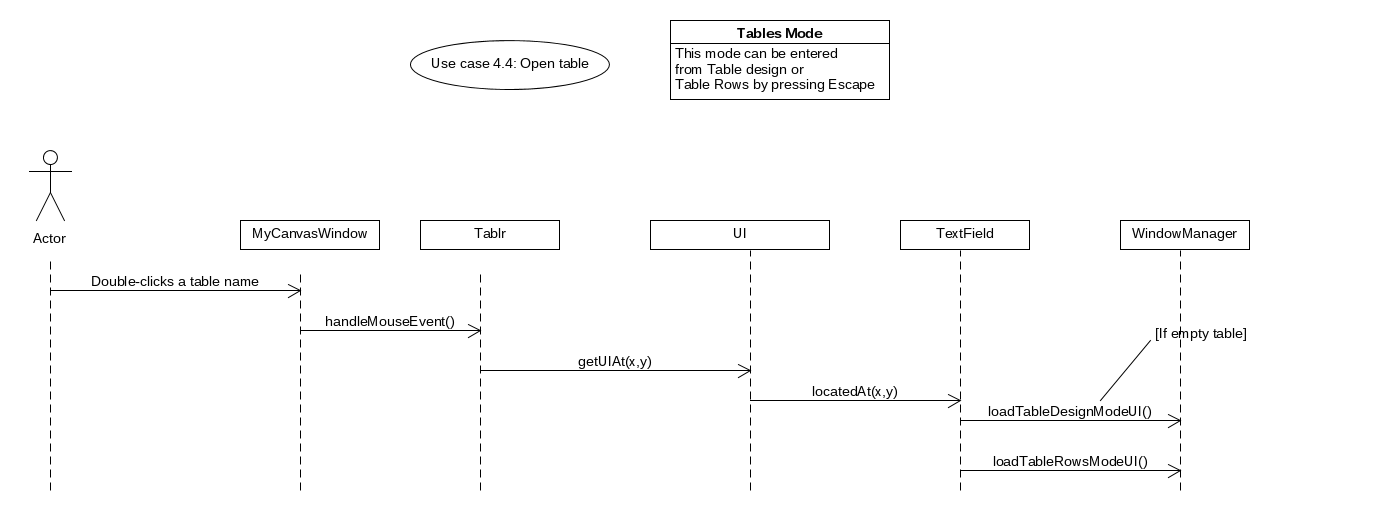 Tables Mode
Use case 4.4: Open table
This mode can be entered
from Table design or
Table Rows by pressing Escape
Actor
MyCanvasWindow
Tablr
UI
TextField
WindowManager
Double-clicks a table name
handleMouseEvent()
[If empty table]
getUIAt(x,y)
locatedAt(x,y)
loadTableDesignModeUI()
loadTableRowsModeUI()